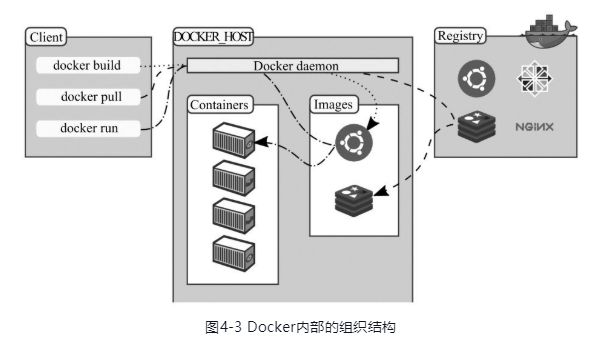 Client
docker build
docker pull
docker run
DOCKER_HOST
Docker daemon
Containers
Images
Registry
NGINX
图4-3 Docker内部的组织结构